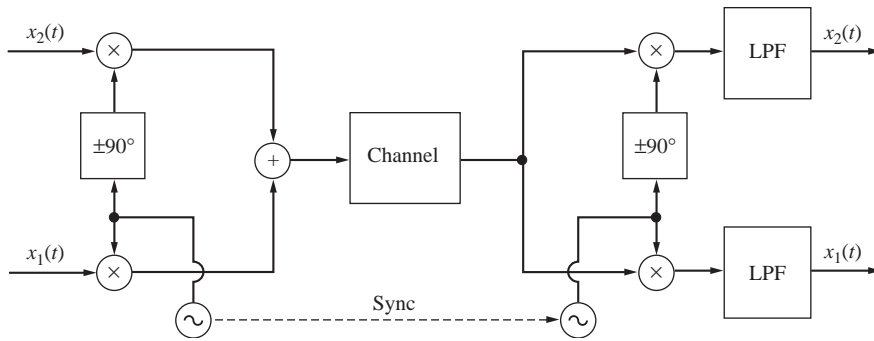 x₂(t)
×
×
LPF
x₂(t)
±90°
+
Channel
±90°
x₁(t)
×
×
LPF
x₁(t)
Sync